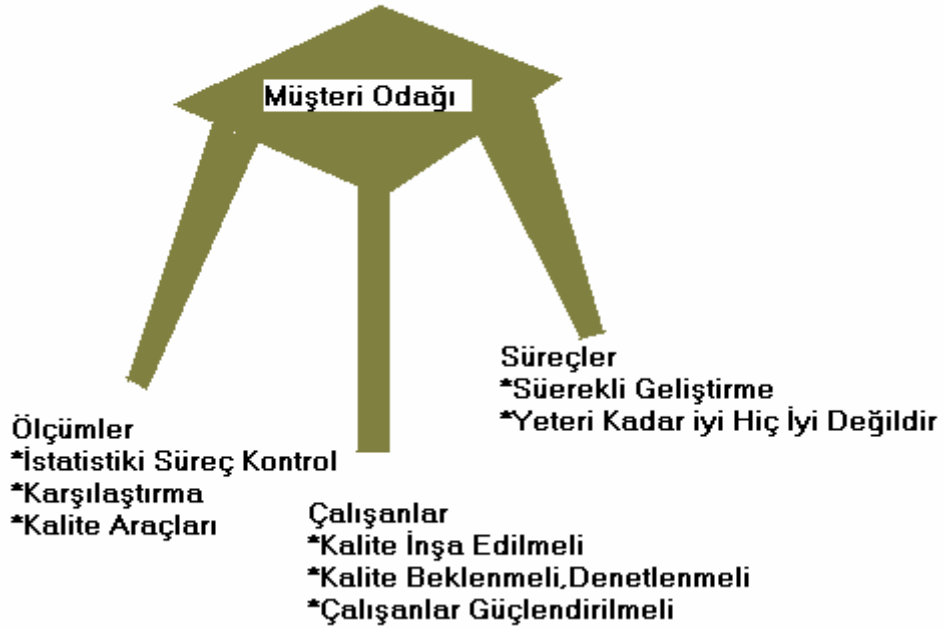 Müşteri Odağı
Süreçler
*Süerekli Geliştirme
*Yeteri Kadar iyi Hiç İyi Değildir
Ölçümler
*İstatistiki Süreç Kontrol
*Karşılaştırma
*Kalite Araçları
Çalışanlar
*Kalite İnşa Edilmeli
*Kalite Beklenmeli,Denetlenmeli
*Çalışanlar Güçlendirilmeli